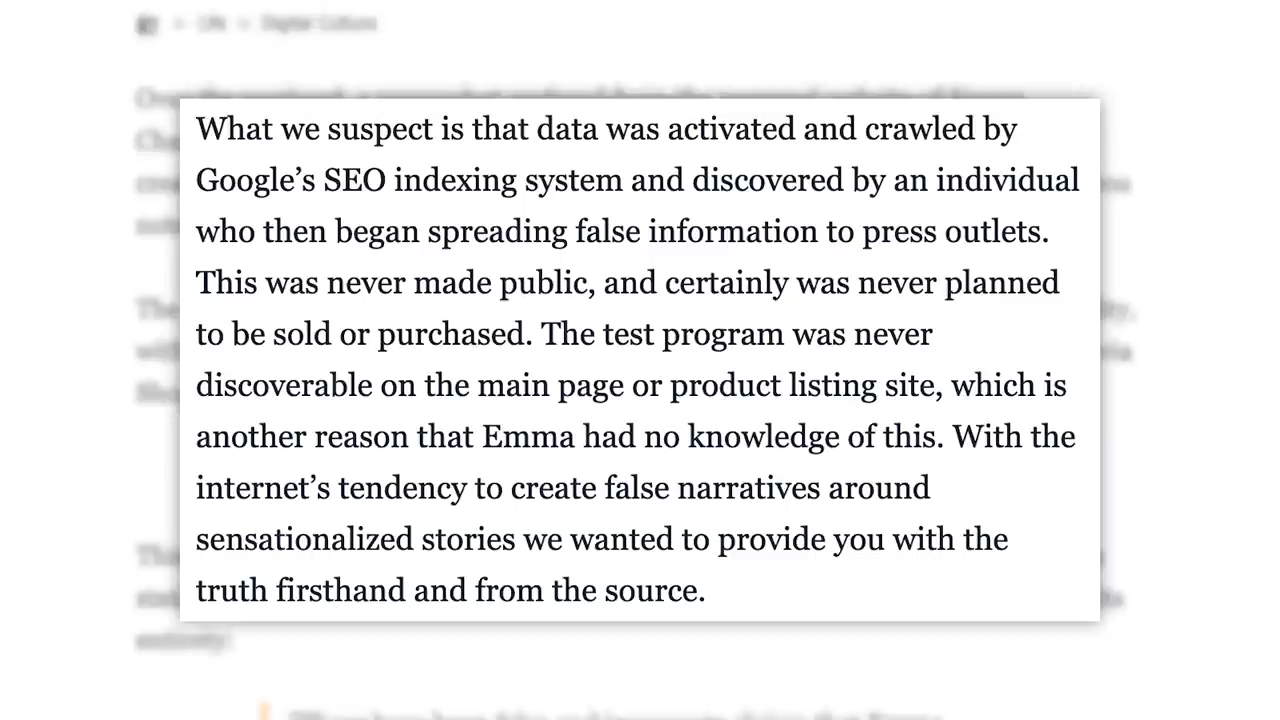 What we suspect is that data was activated and crawled by
Google’s SEO indexing system and discovered by an individual
who then began spreading false information to press outlets.
This was never made public, and certainly was never planned
to be sold or purchased. The test program was never
discoverable on the main page or product listing site, which is
another reason that Emma had no knowledge of this. With the
internet’s tendency to create false narratives around
sensationalized stories we wanted to provide you with the
truth firsthand and from the source.